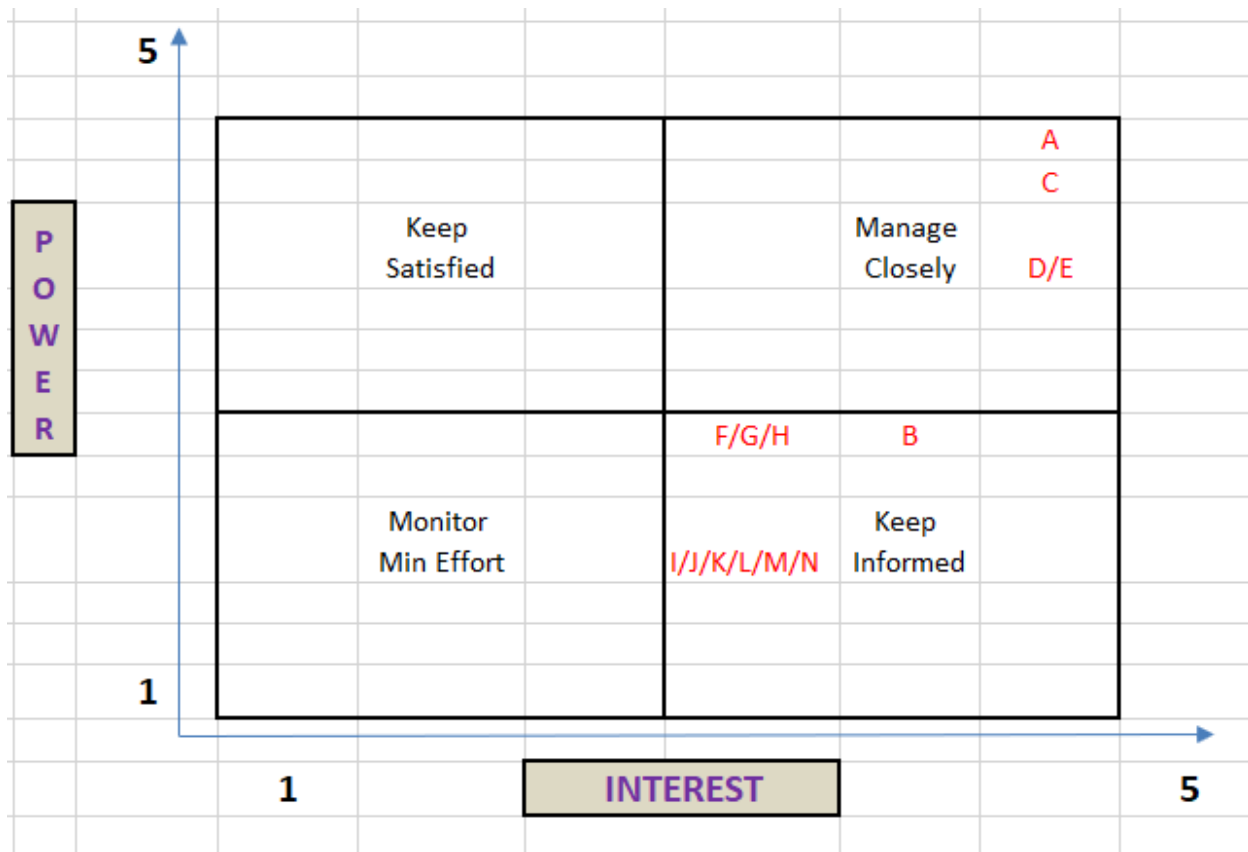 5
A
C
P
O
W
E
R
Keep
Satisfied
Manage
Closely
D/E
F/G/H
B
Monitor
Min Effort
I/J/K/L/M/N
Keep
Informed
1
1
INTEREST
5